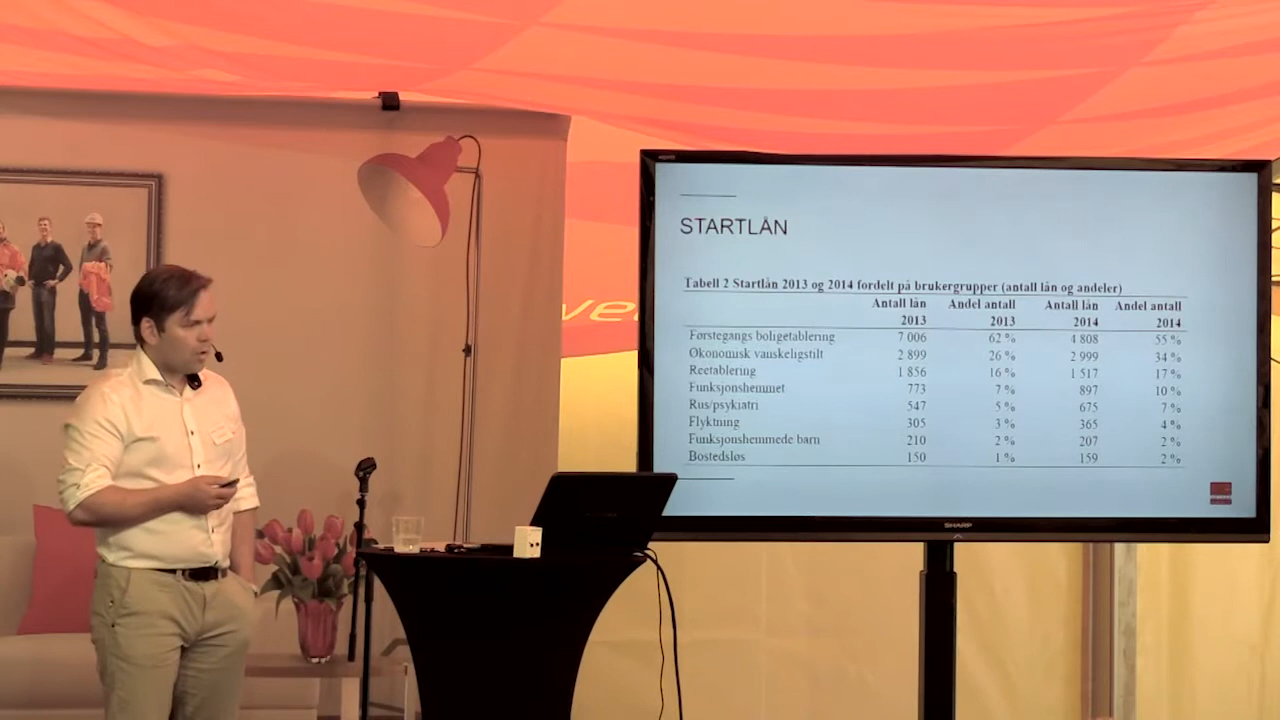 STARTLÅN
Tabell 2 Startlån 2013 og 2014 fordelt på brukergrupper (antall lån og andeler)
Antall lån Andel antall Antall lån Andel antall
2013 2013 2014 2014
Førstegangs boligetablering 7 006 62 % 4 808 55 %
Økonomisk vanskeligstilt 2 899 26 % 2 999 34 %
Reetablering 1 856 16 % 1 517 17 %
Funksjonshemmet 773 7 % 897 10 %
Rus/psykiatri 547 5 % 675 7 %
Flyktning 305 3 % 365 4 %
Funksjonshemmede barn 210 2 % 207 2 %
Bostedsløs 150 1 % 159 2 %
SHARP
ve